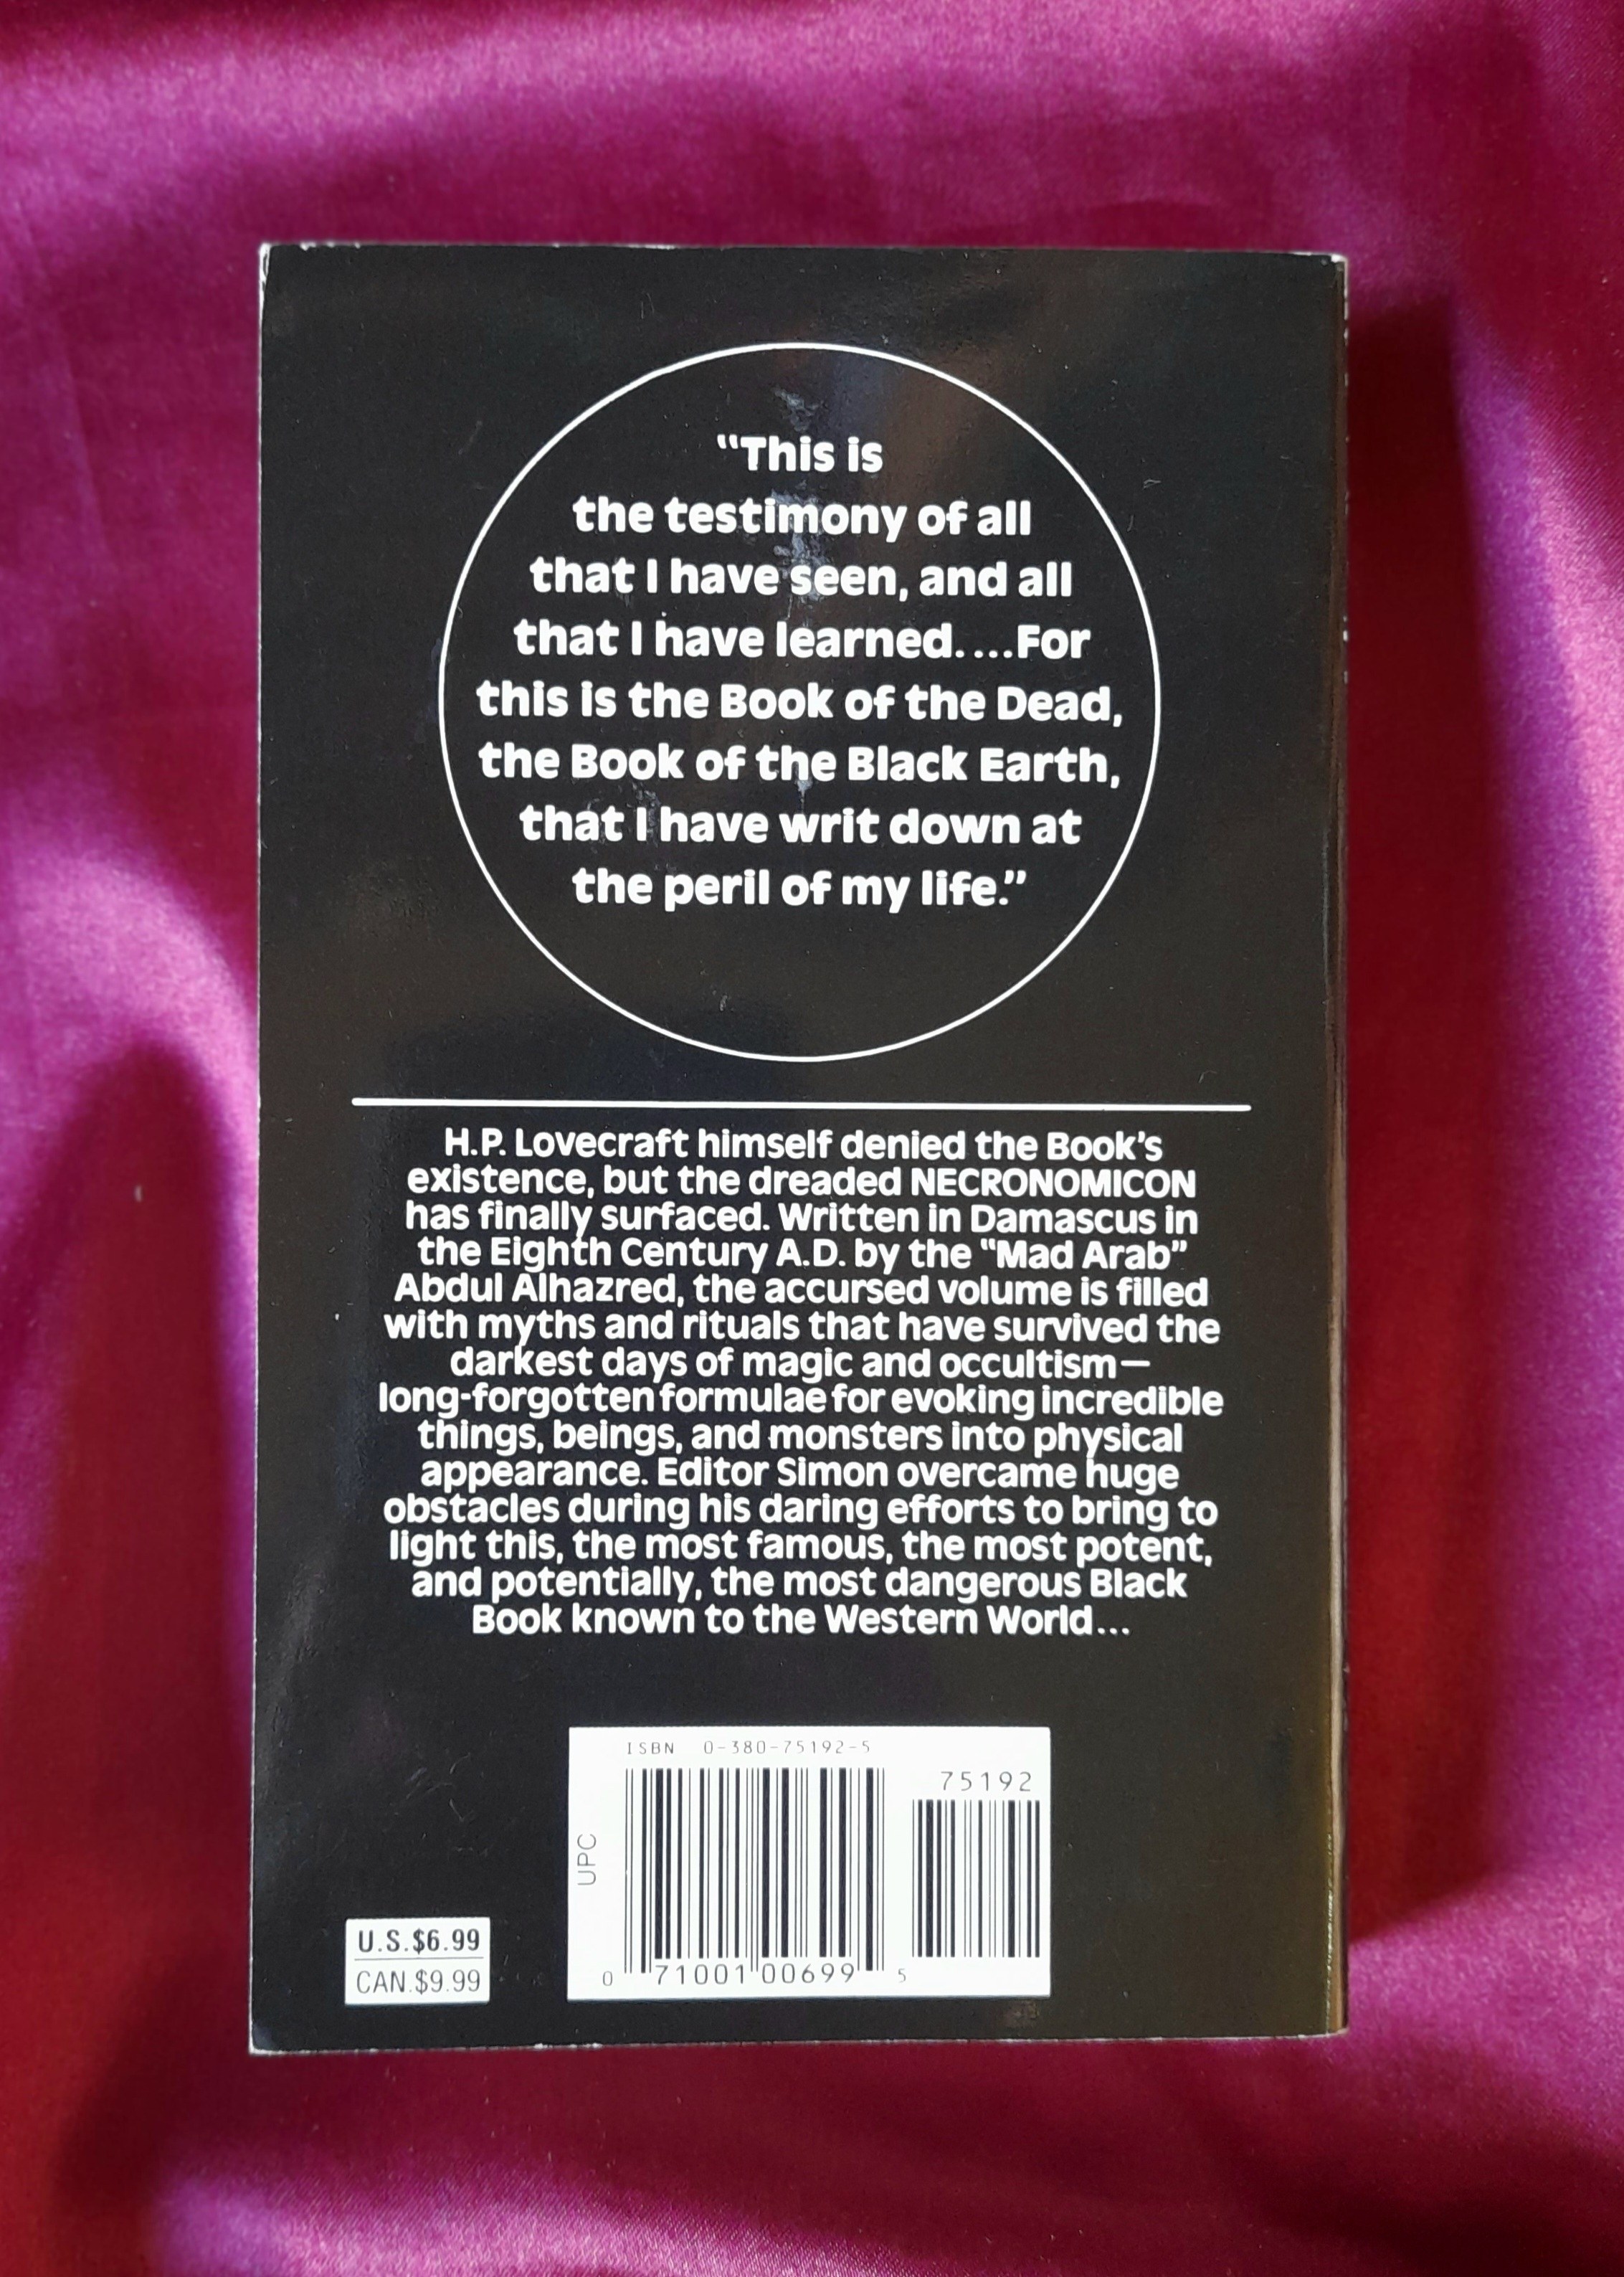 “This is
the testimony of all
that I have seen, and all
that I have learned....For
this is the Book of the Dead,
the Book of the Black Earth,
that I have writ down at
the peril of my life.”
H.P. Lovecraft himself denied the Book's
existence, but the dreaded NECRONOMICON
has finally surfaced. Written in Damascus in
the Eighth Century A.D. by the “Mad Arab”
Abdul Alhazred, the accursed volume is filled
with myths and rituals that have survived the
darkest days of magic and occultism—
long-forgotten formulae for evoking incredible
things, beings, and monsters into physical
appearance. Editor Simon overcame huge
obstacles during his daring efforts to bring to
light this, the most famous, the most potent,
and potentially, the most dangerous Black
Book known to the Western World...
ISBN 0-380-75192-5
75192
UPC
0 71001 00699 5
U.S.$6.99
CAN.$9.99